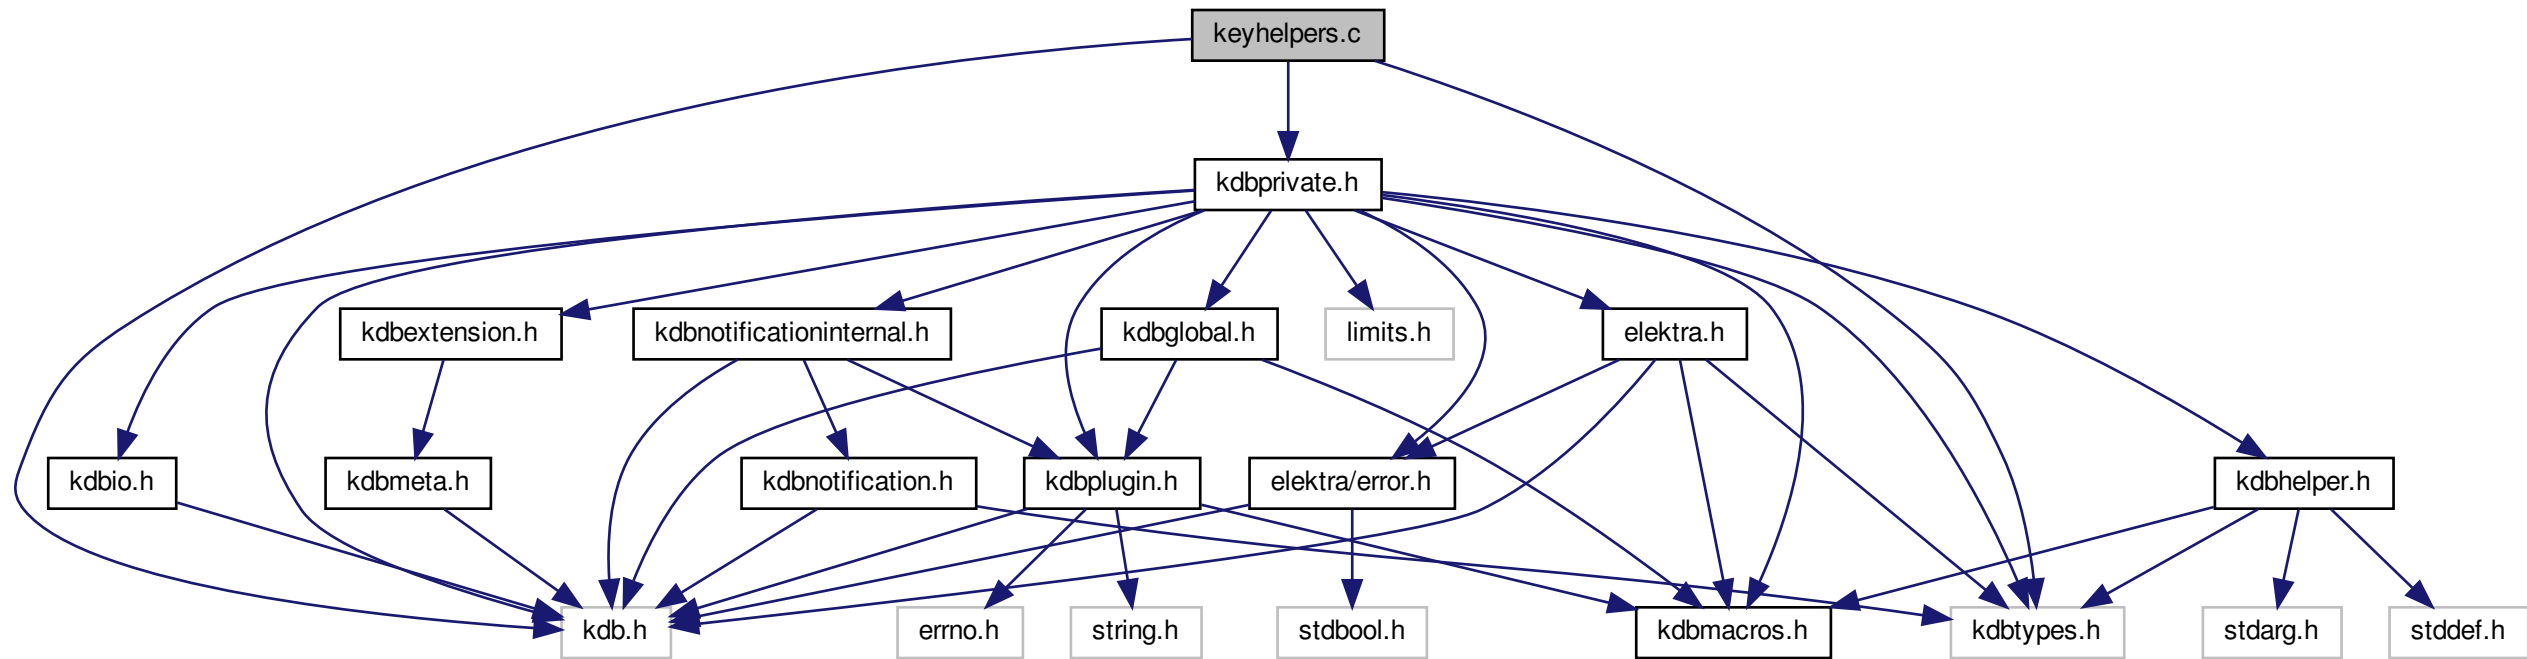 keyhelpers.c
kdbprivate.h
kdbextension.h
kdbnotificationinternal.h
kdbglobal.h
limits.h
elektra.h
kdbio.h
kdbmeta.h
kdbnotification.h
kdbplugin.h
elektra/error.h
kdbhelper.h
kdb.h
errno.h
string.h
stdbool.h
kdbmacros.h
kdbtypes.h
stdarg.h
stddef.h